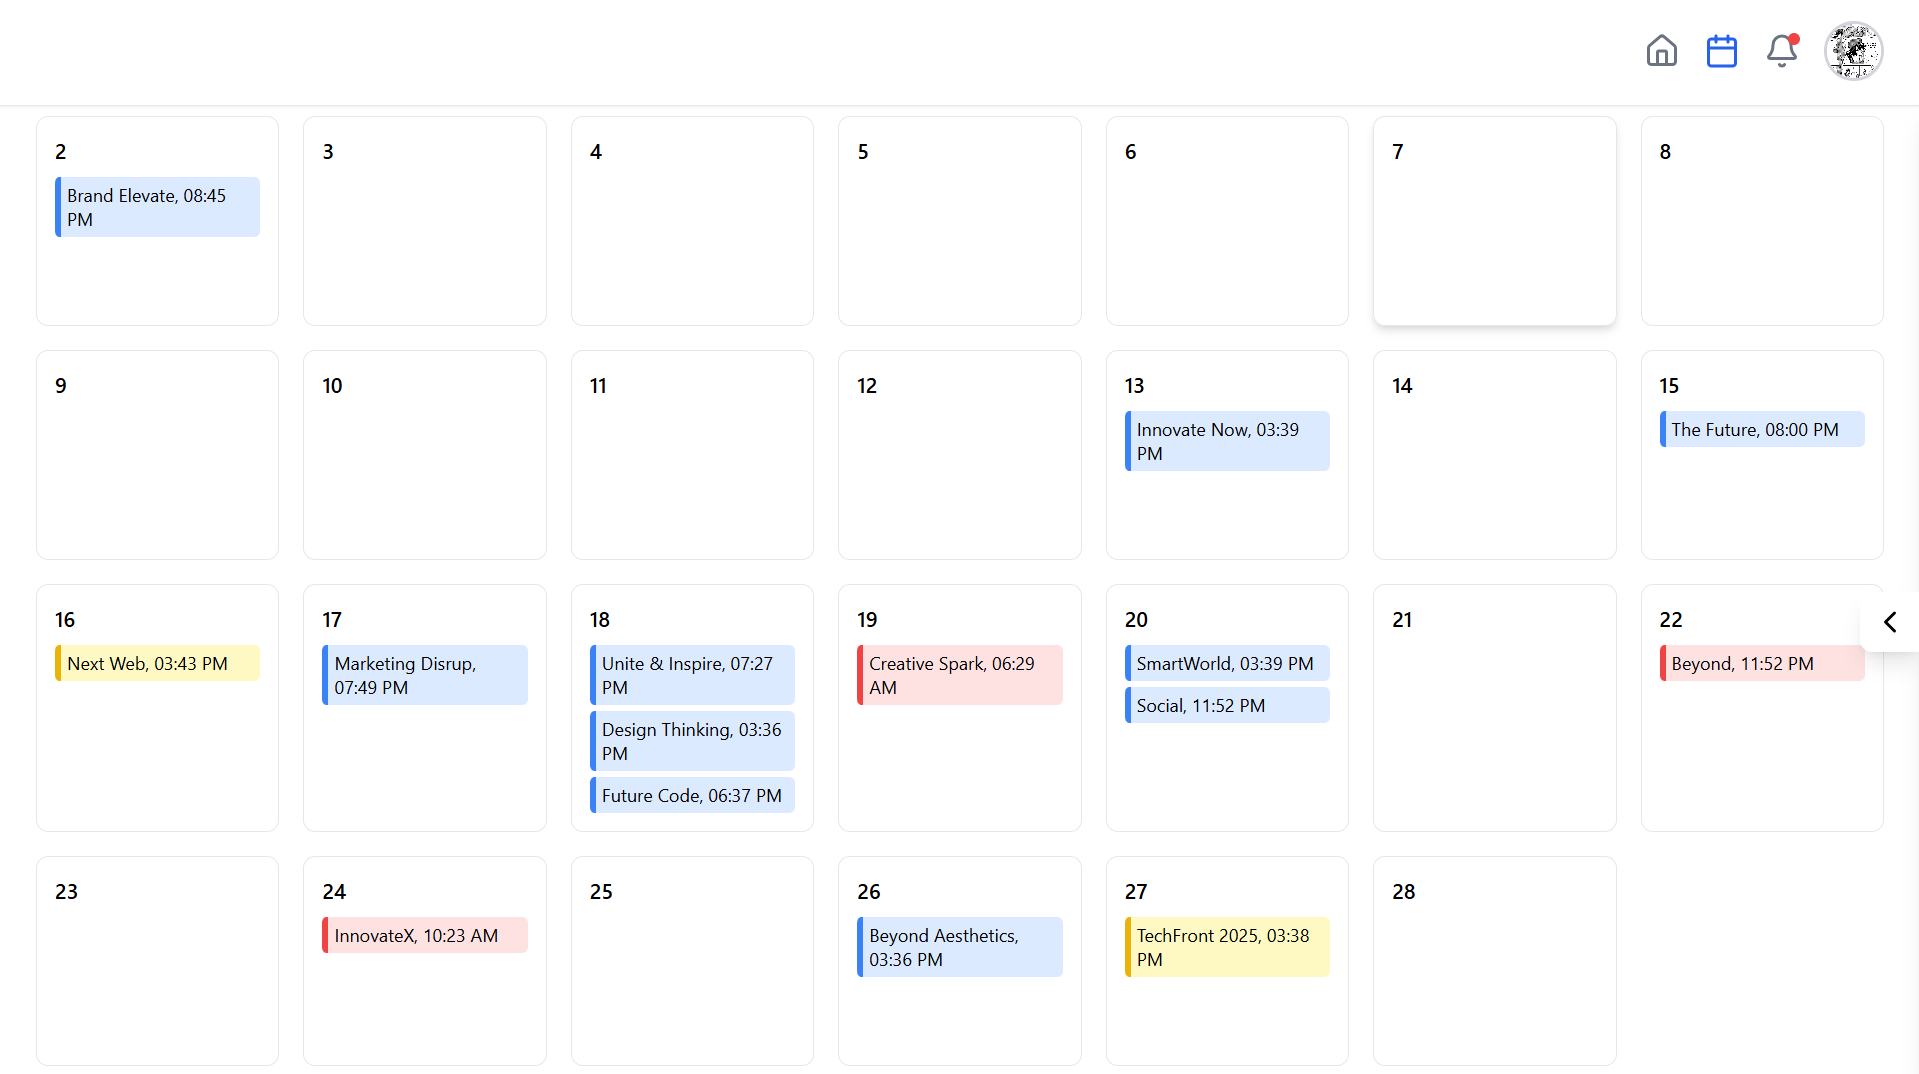 2
Brand Elevate, 08:45
PM
3
4
5
6
7
8
9
10
11
12
13
Innovate Now, 03:39
PM
14
15
The Future, 08:00 PM
16
Next Web, 03:43 PM
17
Marketing Disrup,
07:49 PM
18
Unite & Inspire, 07:27
PM
Design Thinking, 03:36
PM
Future Code, 06:37 PM
19
Creative Spark, 06:29
AM
20
SmartWorld, 03:39 PM
Social, 11:52 PM
21
22
Beyond, 11:52 PM
23
24
InnovateX, 10:23 AM
25
26
Beyond Aesthetics,
03:36 PM
27
TechFront 2025, 03:38
PM
28